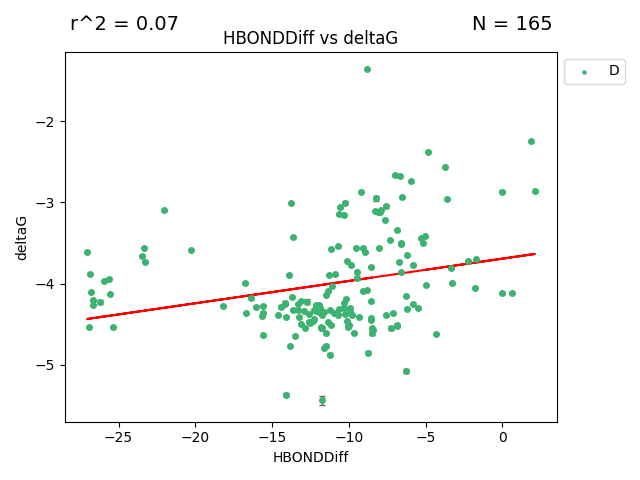 r^2 = 0.07
N = 165
HBONDDiff vs deltaG
D
−2
−3
−4
−5
deltaG
−25
−20
−15
−10
−5
0
HBONDDiff